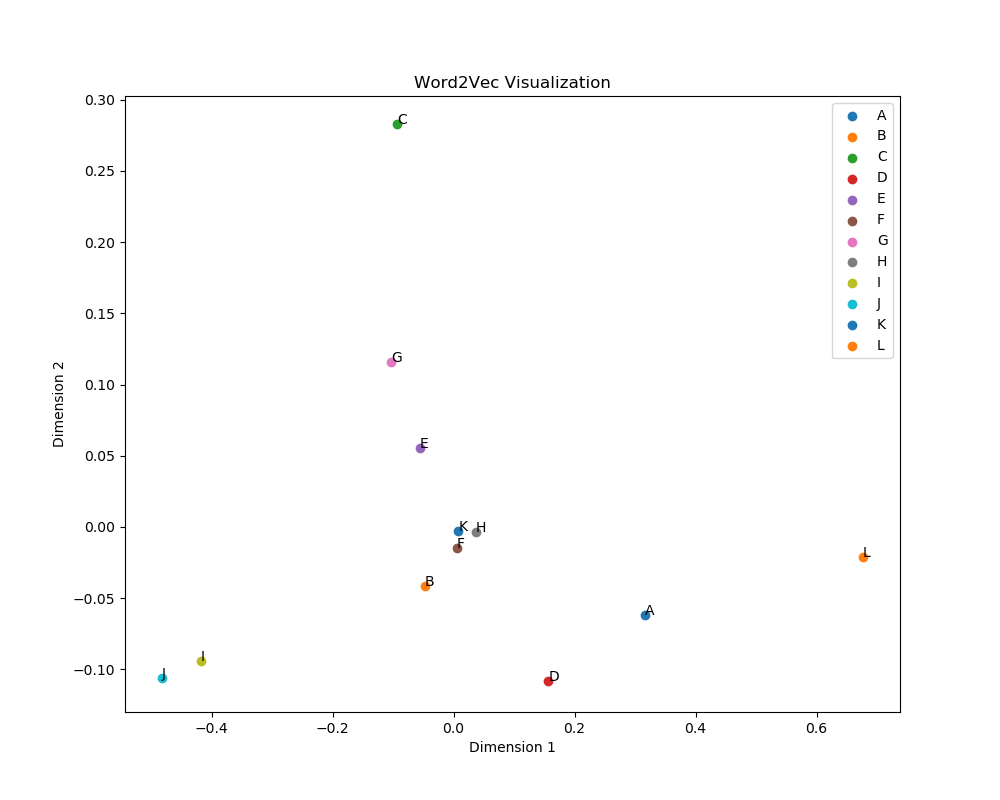 Word2Vec Visualization
0.30
0.25
0.20
0.15
0.10
0.05
0.00
−0.05
−0.10
Dimension 2
C
G
E
K
H
F
B
L
A
I
J
D
A
B
C
D
E
F
G
H
I
J
K
L
−0.4 −0.2 0.0 0.2 0.4 0.6
Dimension 1